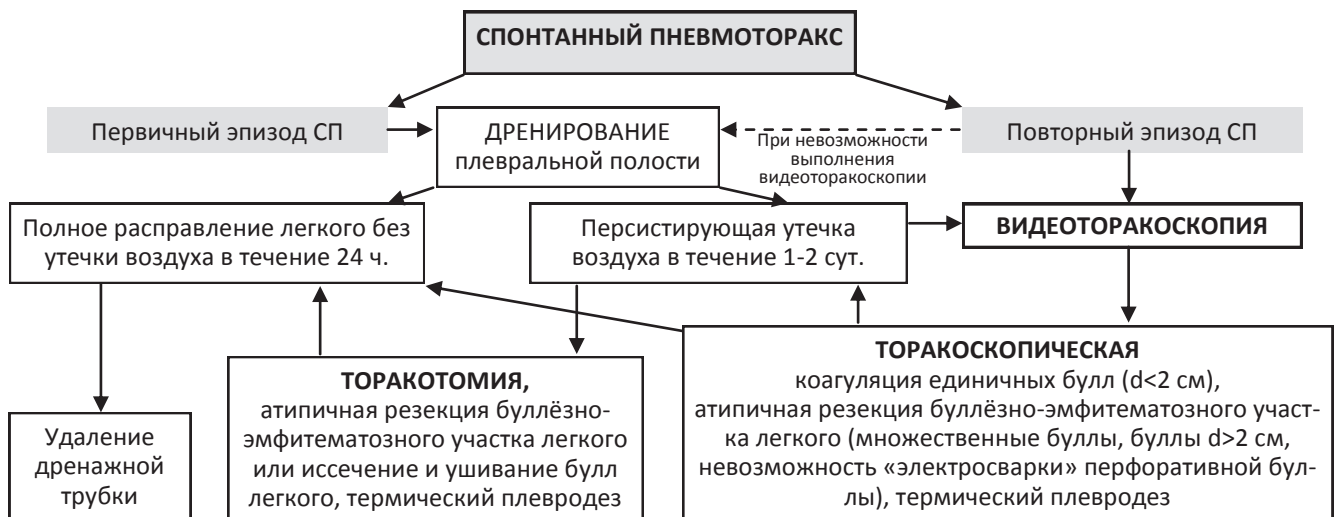 СПОНТАННЫЙ ПНЕВМОТОРАКС
Первичный эпизод СП
ДРЕНИРОВАНИЕ
плевральной полости
При невозможности
выполнения
видеоторакоскопии
Повторный эпизод СП
Полное расправление легкого без
утечки воздуха в течение 24 ч.
Персистирующая утечка
воздуха в течение 1-2 сут.
ВИДЕОТОРАКОСКОПИЯ
Удаление
дренажной
трубки
ТОРАКОТОМИЯ,
атипичная резекция буллёзно-
эмфитематозного участка легкого
или иссечение и ушивание булл
легкого, термический плевродез
ТОРАКОСКОПИЧЕСКАЯ
коагуляция единичных булл (d<2 см),
атипичная резекция буллёзно-эмфитематозного участ-
ка легкого (множественные буллы, буллы d>2 см,
невозможность «электросварки» перфоративной бул-
лы), термический плевродез